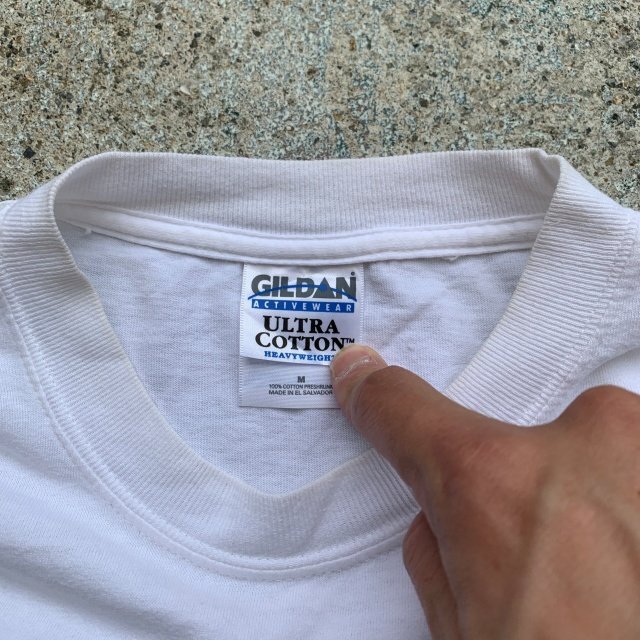 GILDAN®
ACTIVEWEAR
ULTRA
COTTON™
HEAVYWEIGHT
M
100% COTTON PRESHRUNK
MADE IN EL SALVADOR